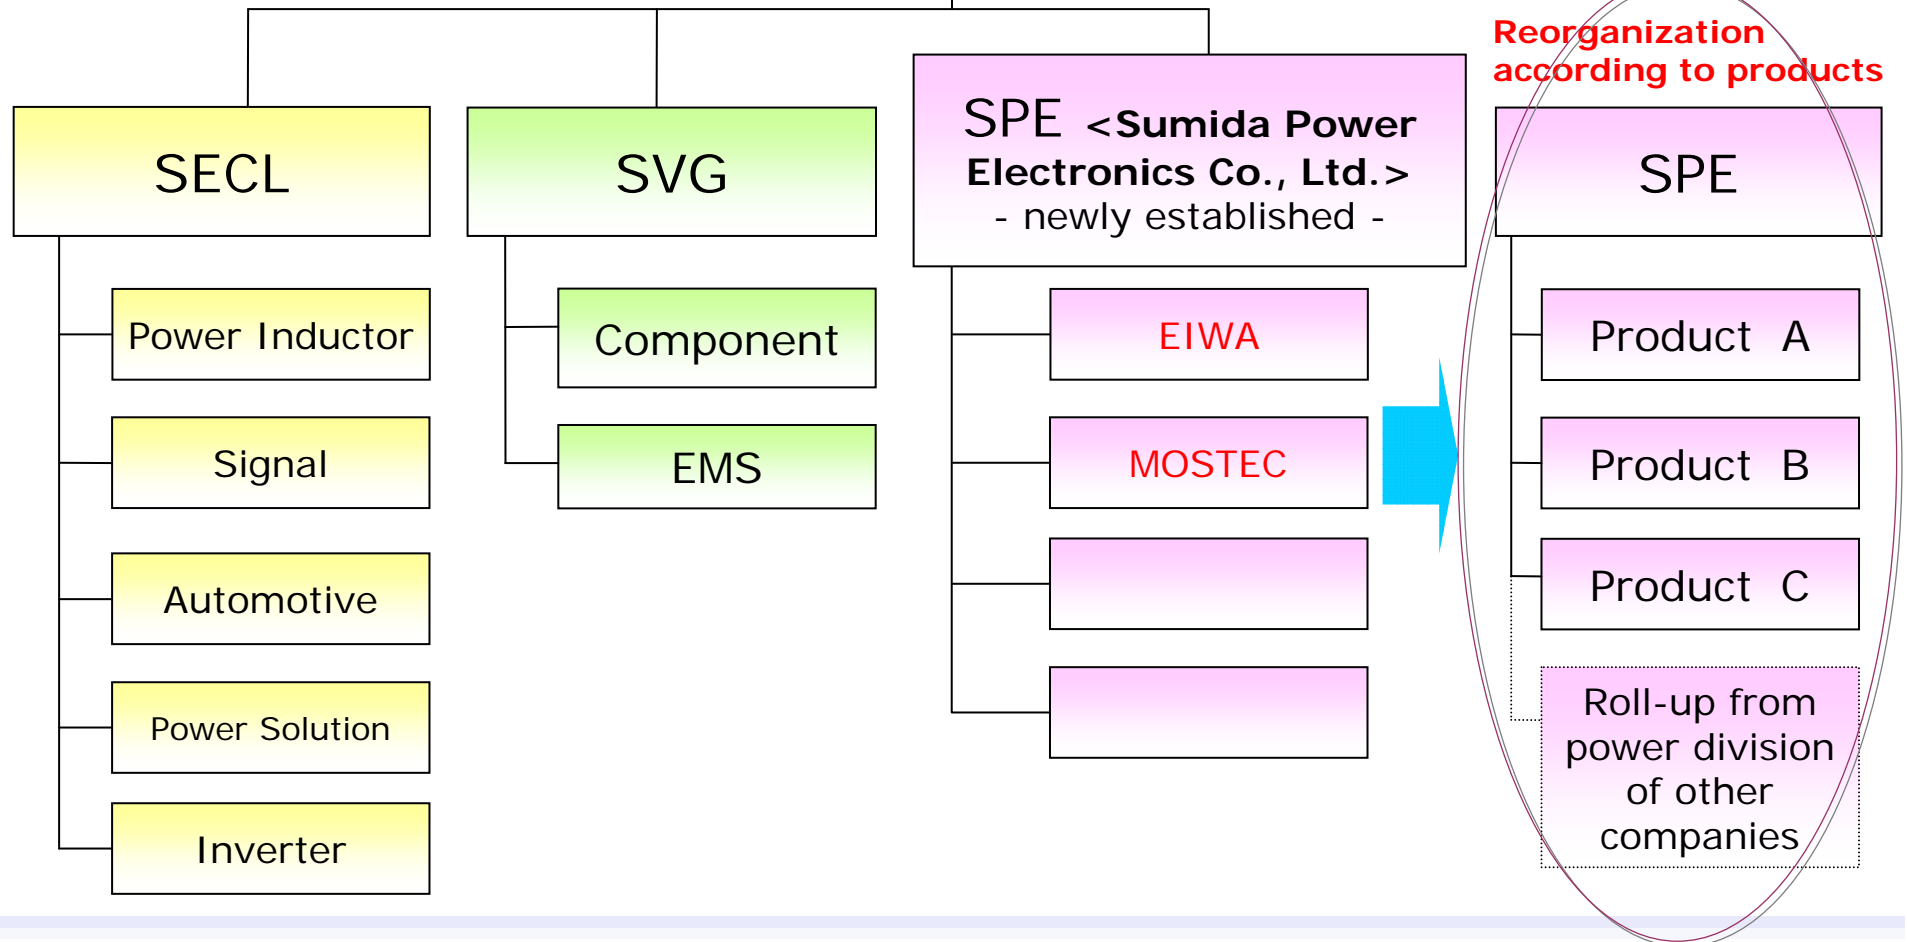 Reorganization
according to products
SECL
SVG
SPE <Sumida Power
Electronics Co., Ltd.>
- newly established -
SPE
Power Inductor
Signal
Automotive
Power Solution
Inverter
Component
EMS
EIWA
MOSTEC
Product A
Product B
Product C
Roll-up from
power division
of other
companies